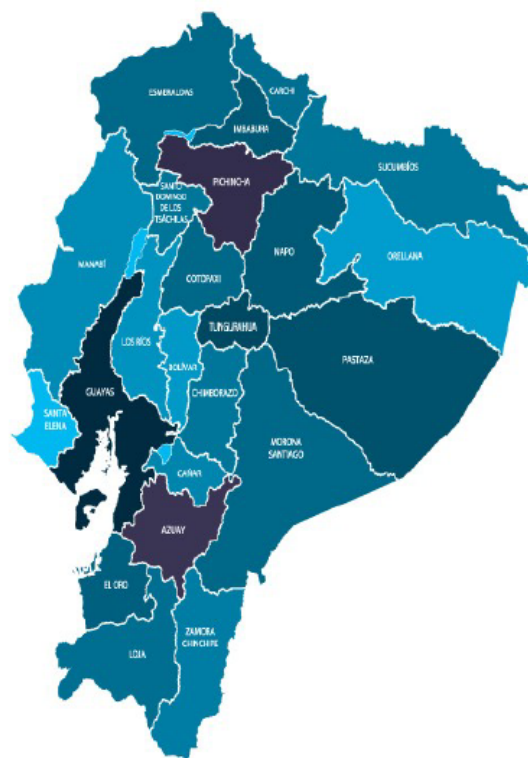 ESMERALDAS
CARCHI
IMBABURA
SUCUMBÍOS
PICHINCHA
SANTO
DOMINGO
DE LOS
TSÁCHILAS
NAPO
ORELLANA
MANABÍ
COTOPAXI
TUNGURAHUA
LOS RÍOS
PASTAZA
BOLÍVAR
GUAYAS
CHIMBORAZO
SANTA
ELENA
MORONA
SANTIAGO
CAÑAR
AZUAY
EL ORO
ZAMORA
CHINCHIPE
LOJA